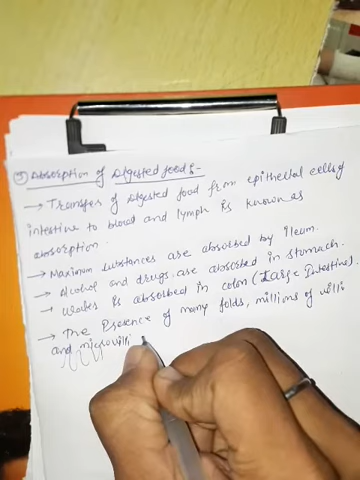 ⑤ Absorption of Digested food :-
→ Transfer of digested food from epithelial cells of
intestine to blood and lymph is known as
absorption.
→ Maximum substances are absorbed by ileum.
→ Alcohol and drugs are absorbed in stomach.
→ Water is absorbed in colon (Large Intestine).
→ The Presence of many folds, millions of villi
and microvilli